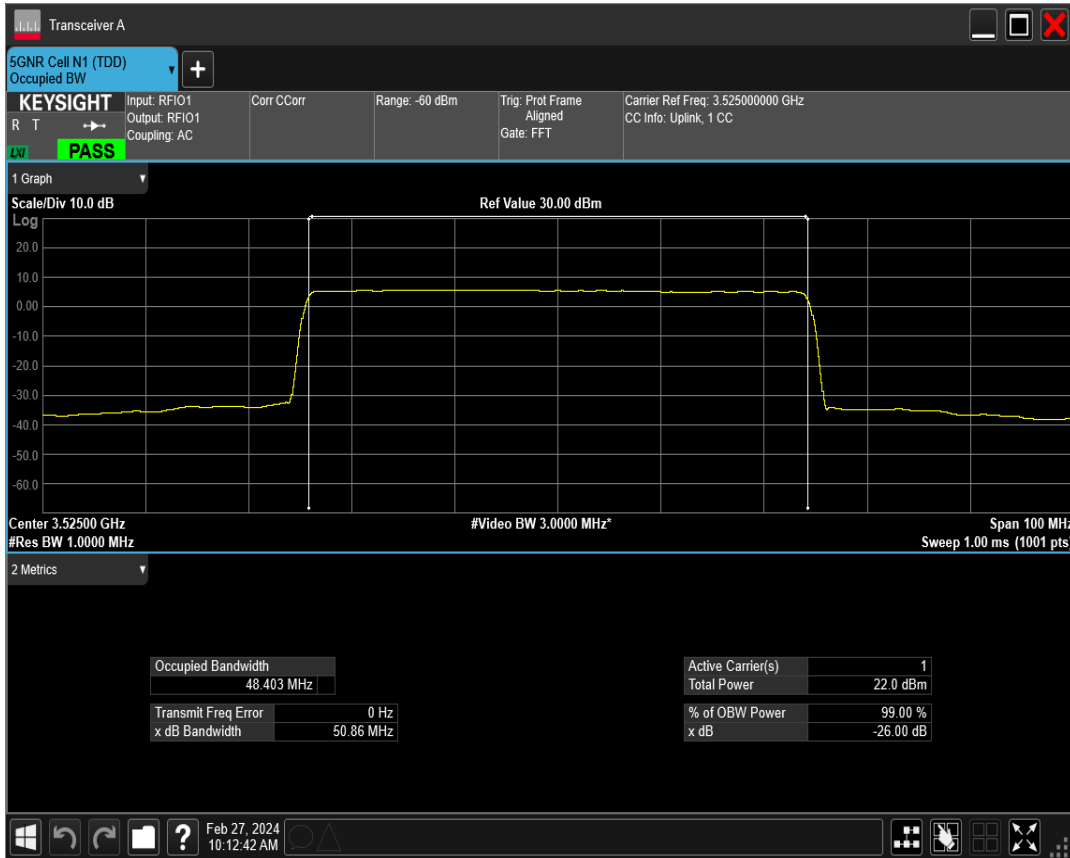 Transceiver A
5GNR Cell N1 (TDD)
Occupied BW
+
KEYSIGHT
R T
LXI
PASS
Input: RFIO1
Output: RFIO1
Coupling: AC
Corr CCorr
Range: -60 dBm
Trig: Prot Frame
Aligned
Gate: FFT
Carrier Ref Freq: 3.525000000 GHz
CC Info: Uplink, 1 CC
1 Graph
Scale/Div 10.0 dB
Ref Value 30.00 dBm
Log
20.0
10.0
0.00
-10.0
-20.0
-30.0
-40.0
-50.0
-60.0
Center 3.52500 GHz
#Video BW 3.0000 MHz*
Span 100 MHz
#Res BW 1.0000 MHz
Sweep 1.00 ms (1001 pts)
2 Metrics
Occupied Bandwidth
48.403 MHz
Transmit Freq Error 0 Hz
x dB Bandwidth 50.86 MHz
Active Carrier(s) 1
Total Power 22.0 dBm
% of OBW Power 99.00 %
x dB -26.00 dB
?
Feb 27, 2024
10:12:42 AM